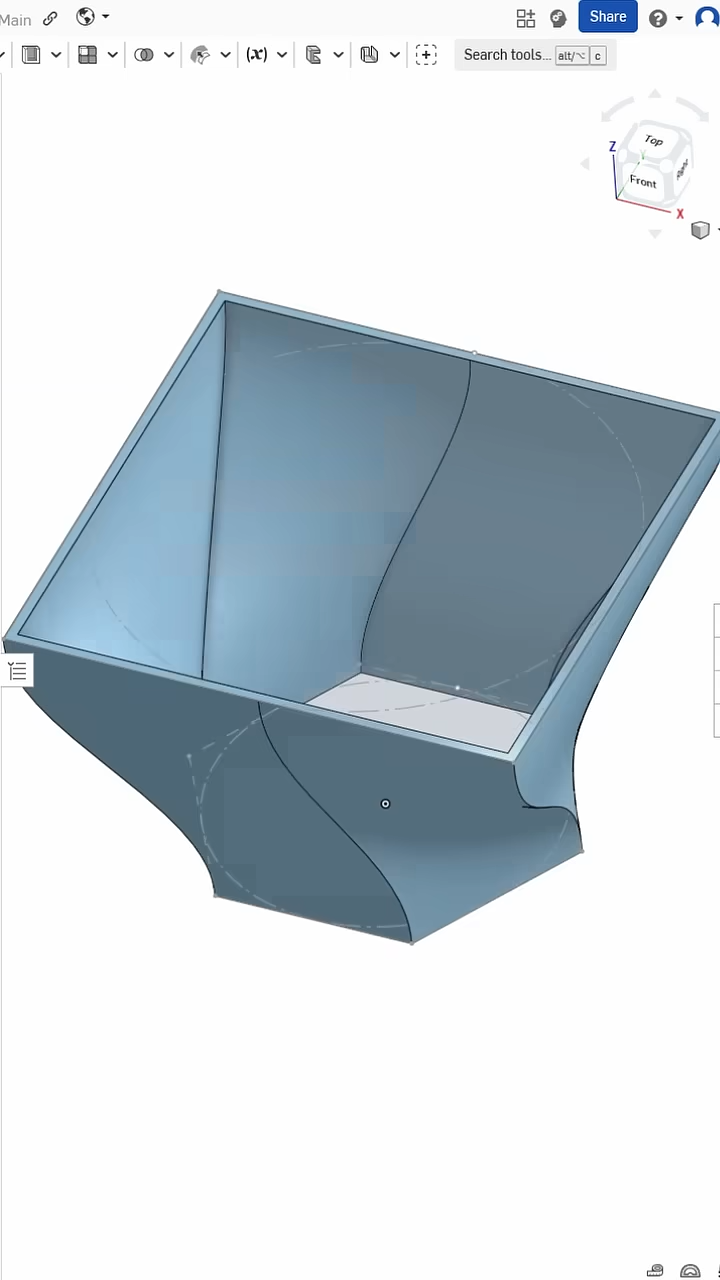 Main
Share
(x)
Search tools... alt/⌥ c
Z
Top
Front
X